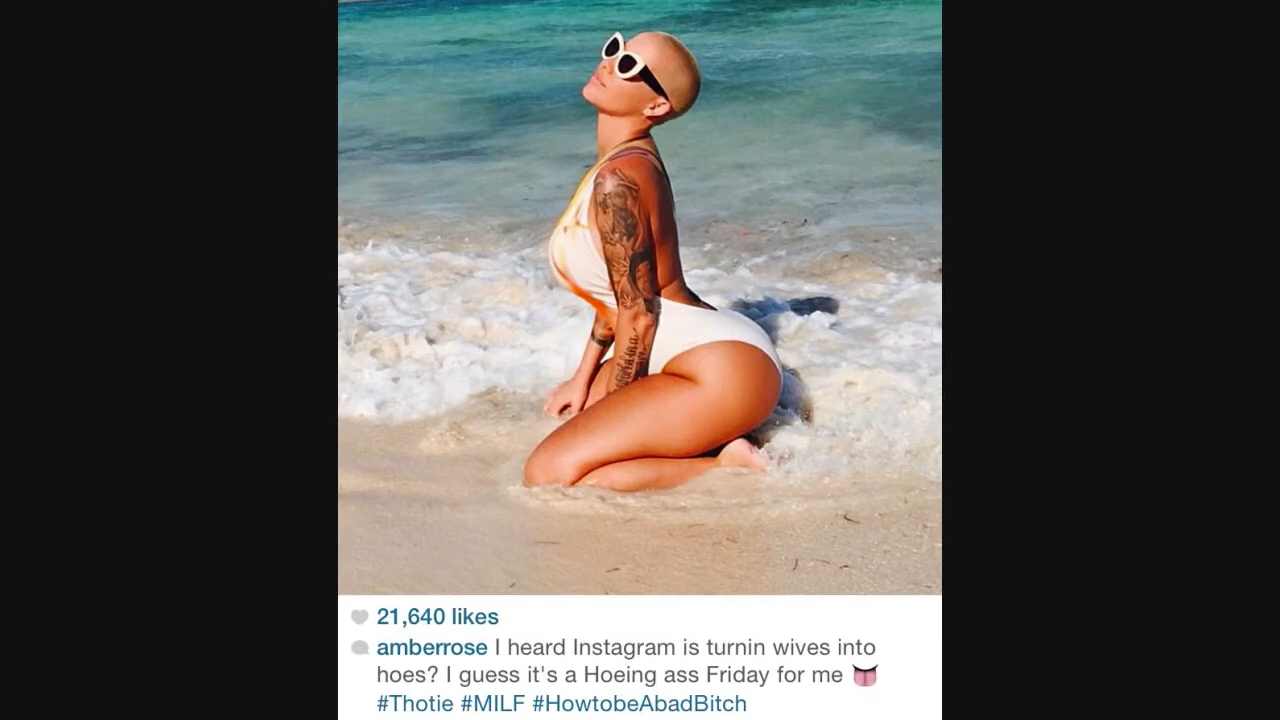 21,640 likes
amberrose I heard Instagram is turnin wives into
hoes? I guess it's a Hoeing ass Friday for me 👅
#Thotie #MILF #HowtobeAbadBitch